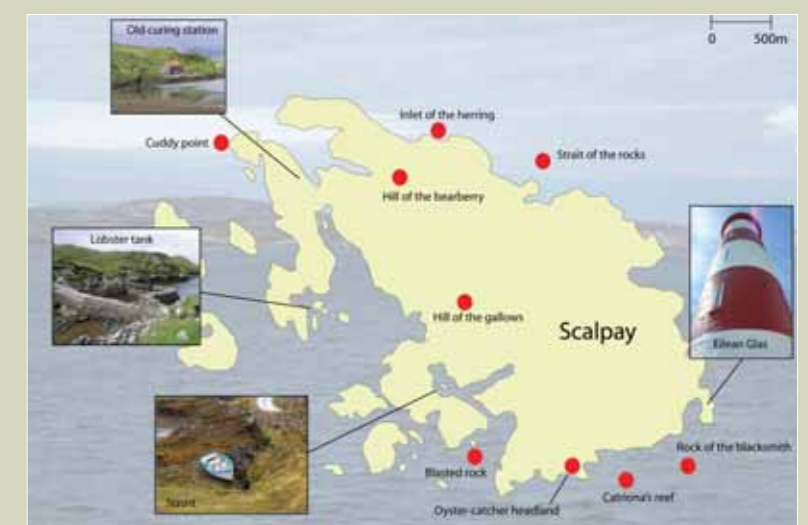 Old curing station
0 500m
Inlet of the herring
Cuddy point
Strait of the rocks
Hill of the bearberry
Lobster tank
Hill of the gallows
Scalpay
Eilean Glas
Rock of the blacksmith
Blasted rock
Catriona's reef
Oyster-catcher headland